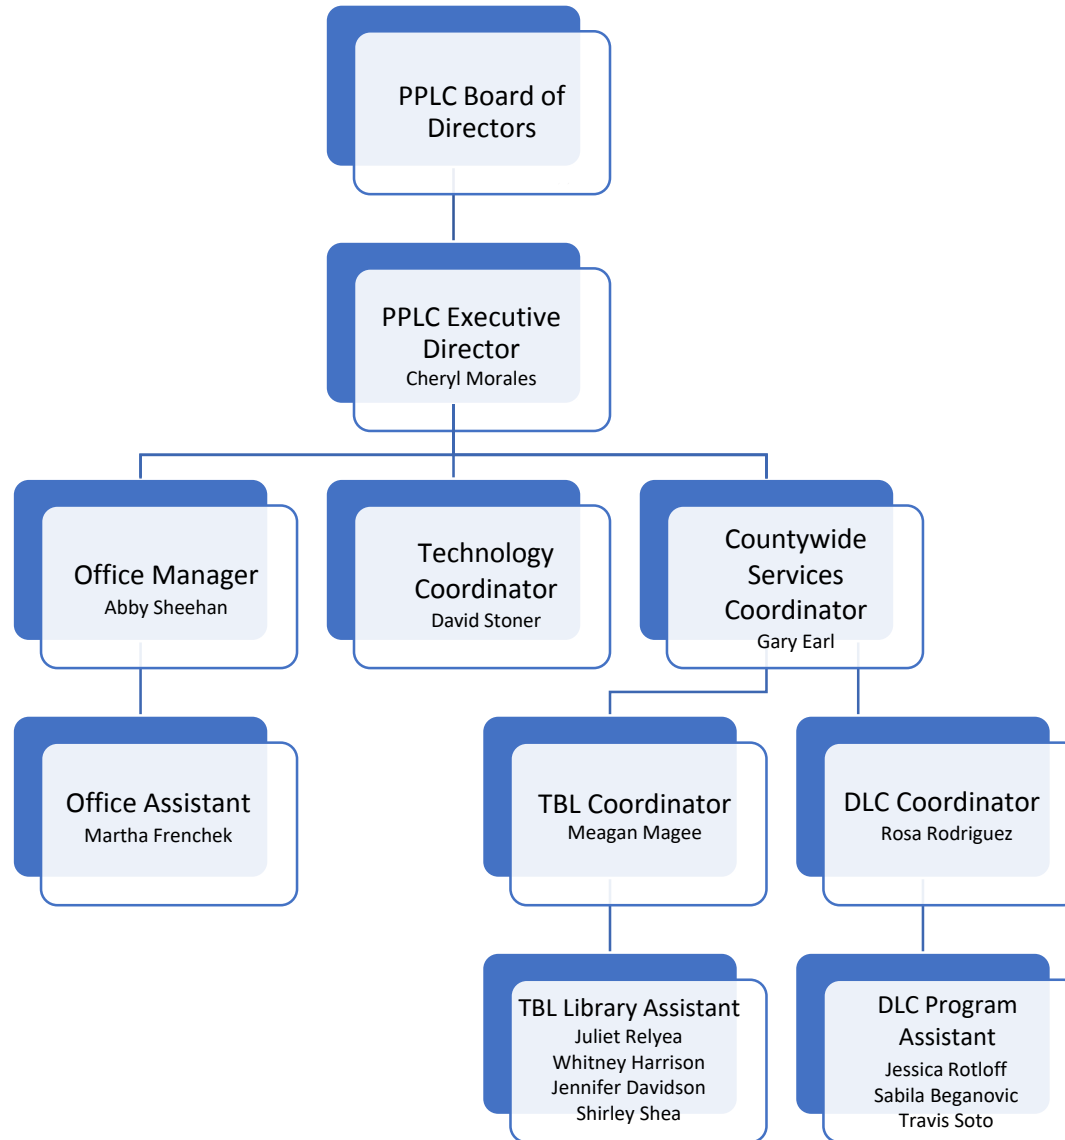 PPLC Board of
Directors
PPLC Executive
Director
Cheryl Morales
Office Manager
Abby Sheehan
Technology
Coordinator
David Stoner
Countywide
Services
Coordinator
Gary Earl
Office Assistant
Martha Frenchek
TBL Coordinator
Meagan Magee
DLC Coordinator
Rosa Rodriguez
TBL Library Assistant
Juliet Relyea
Whitney Harrison
Jennifer Davidson
Shirley Shea
DLC Program
Assistant
Jessica Rotloff
Sabila Beganovic
Travis Soto